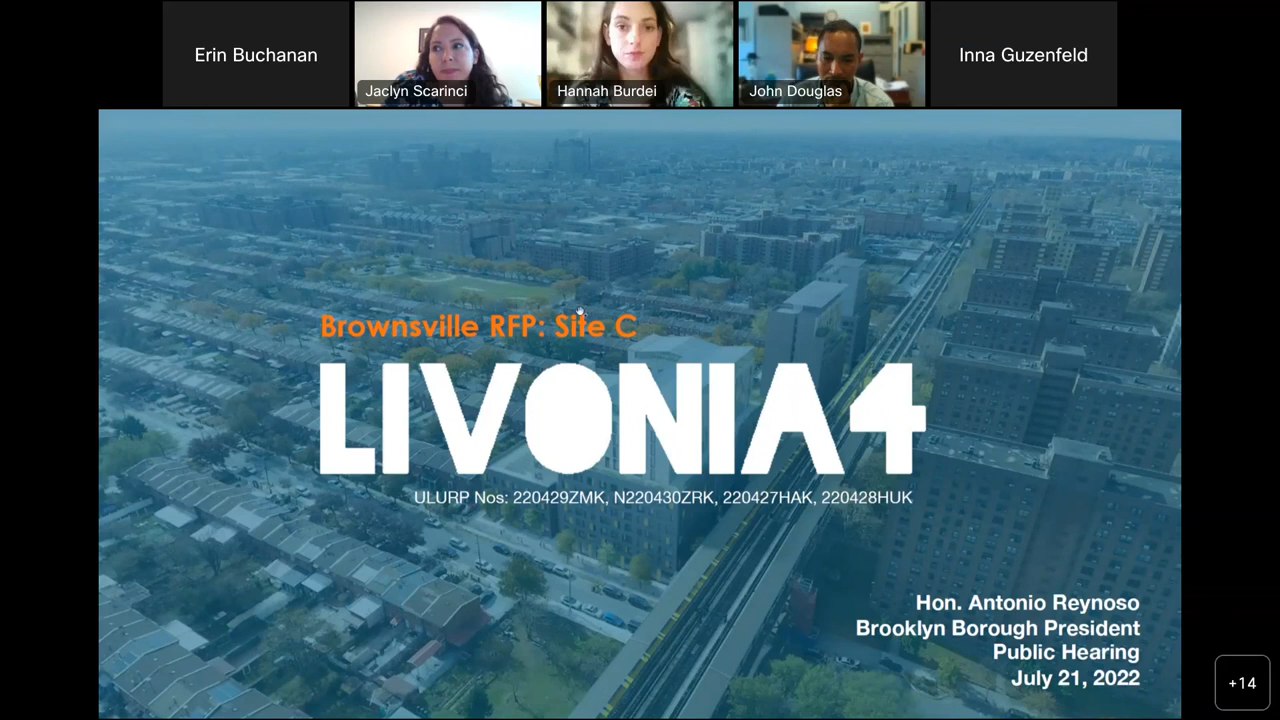 Erin Buchanan
Jaclyn Scarinci
Hannah Burdei
John Douglas
Inna Guzenfeld
Brownsville RFP: Site C
LIVONIA4
ULURP Nos: 220429ZMK, N220430ZRK, 220427HAK, 220428HUK
Hon. Antonio Reynoso
Brooklyn Borough President
Public Hearing
July 21, 2022
+14